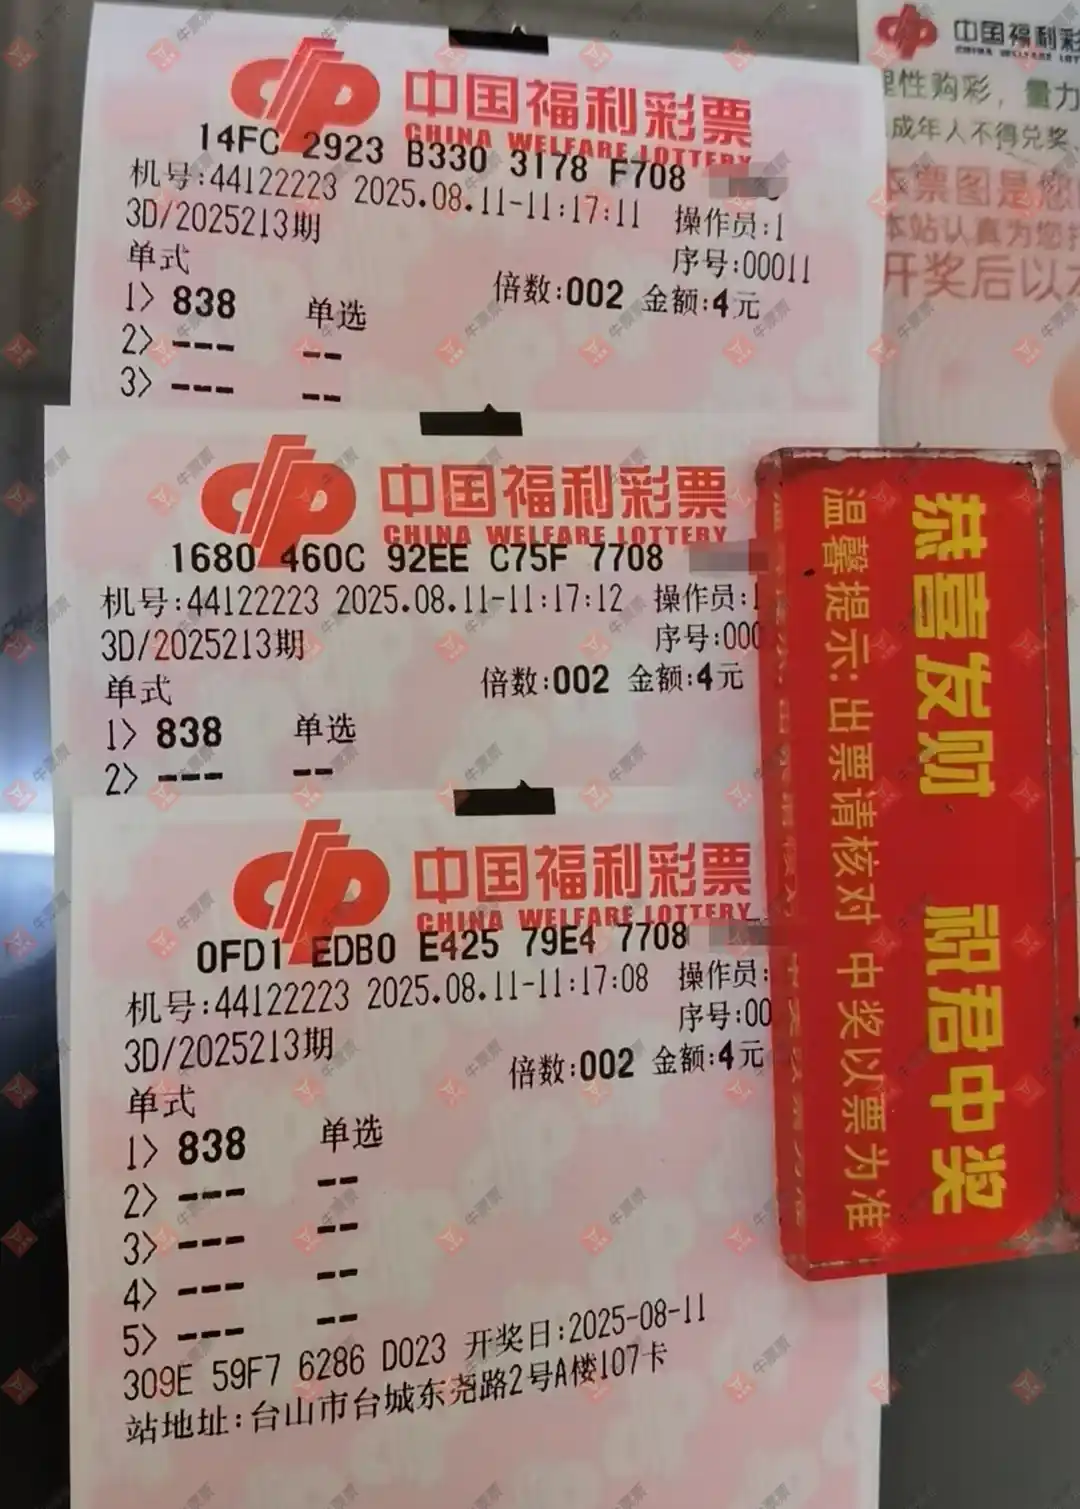 中国福利彩票
CHINA WELFARE LOTTERY
14FC 2923 B330 3178 F708
机号:44122223 2025.08.11-11:17:11 操作员:1
3D/2025213期 序号:00011
单式 倍数:002 金额:4元
1> 838 单选
2> --- --
3> --- --
中国福利彩票
CHINA WELFARE LOTTERY
1680 460C 92EE C75F 7708
机号:44122223 2025.08.11-11:17:12 操作员:1
3D/2025213期 序号:000
单式 倍数:002 金额:4元
1> 838 单选
2> --- --
中国福利彩票
CHINA WELFARE LOTTERY
0FD1 EDB0 E425 79E4 7708
机号:44122223 2025.08.11-11:17:08 操作员:
3D/2025213期 序号:00
单式 倍数:002 金额:4元
1> 838 单选
2> --- --
3> --- --
4> --- --
5> --- --
309E 59F7 6286 D023 开奖日:2025-08-11
站地址:台山市台城东尧路2号A楼107卡
中国福利彩
CHINA WELFARE LOT
理性购彩，量力
成年人不得兑奖、
本票图是您
本站认真为您
开奖后以
恭喜发财 祝君中奖
温馨提示:出票请核对 中奖以票为准
牛票票